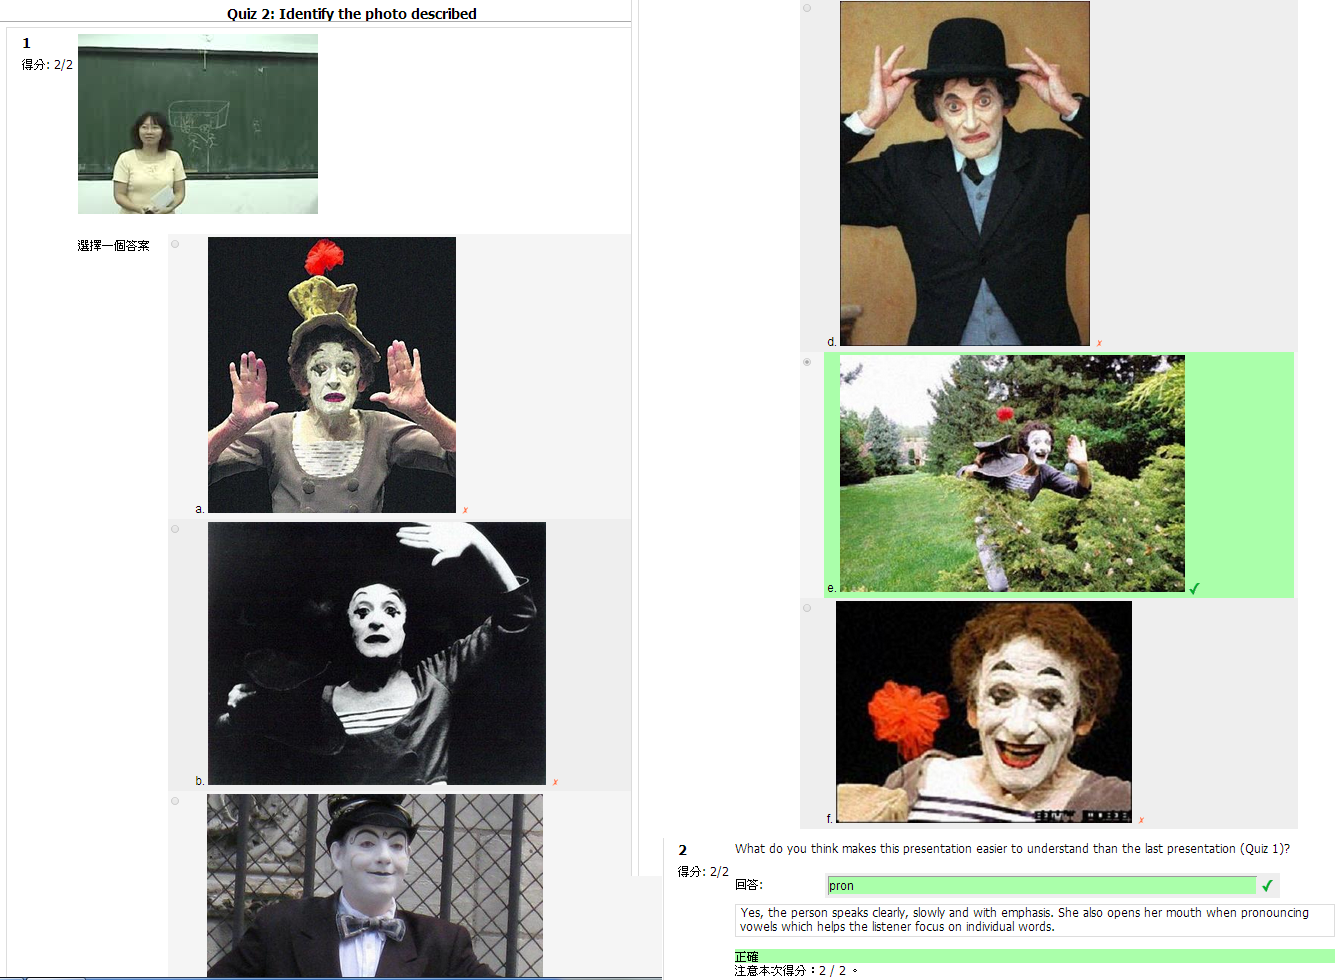 Quiz 2: Identify the photo described
1
得分: 2/2
選擇一個答案
a.
b.
d.
e.
f.
2
得分: 2/2
What do you think makes this presentation easier to understand than the last presentation (Quiz 1)?
回答:
pron
Yes, the person speaks clearly, slowly and with emphasis. She also opens her mouth when pronouncing
vowels which helps the listener focus on individual words.
正確
注意本次得分：2 / 2 。